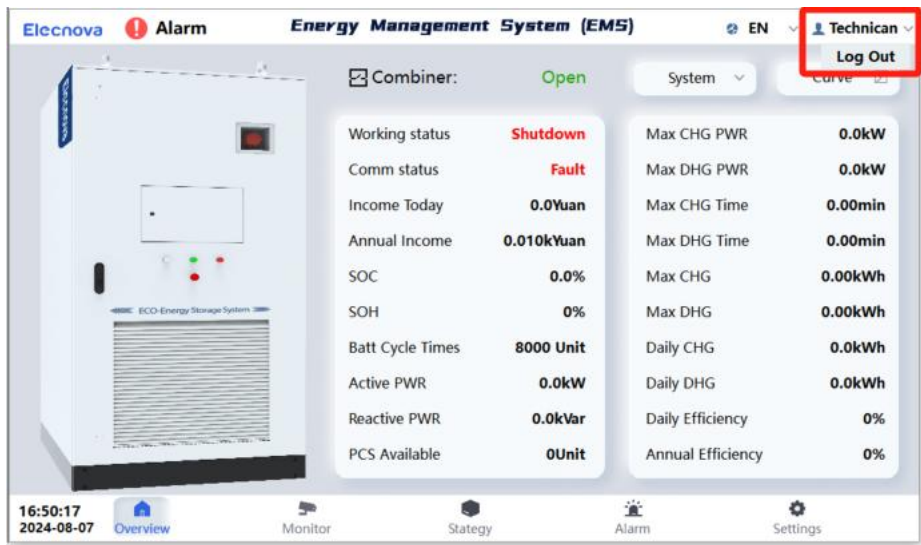 Elecnova
Alarm
Energy Management System (EMS)
EN
Technican
Log Out
Combiner: Open
System
Curve
Working status Shutdown
Comm status Fault
Income Today 0.0Yuan
Annual Income 0.010kYuan
SOC 0.0%
SOH 0%
Batt Cycle Times 8000 Unit
Active PWR 0.0kW
Reactive PWR 0.0kVar
PCS Available 0Unit
Max CHG PWR 0.0kW
Max DHG PWR 0.0kW
Max CHG Time 0.00min
Max DHG Time 0.00min
Max CHG 0.00kWh
Max DHG 0.00kWh
Daily CHG 0.0kWh
Daily DHG 0.0kWh
Daily Efficiency 0%
Annual Efficiency 0%
Elecnova
ECO-Energy Storage System
16:50:17
2024-08-07
Overview
Monitor
Stategy
Alarm
Settings